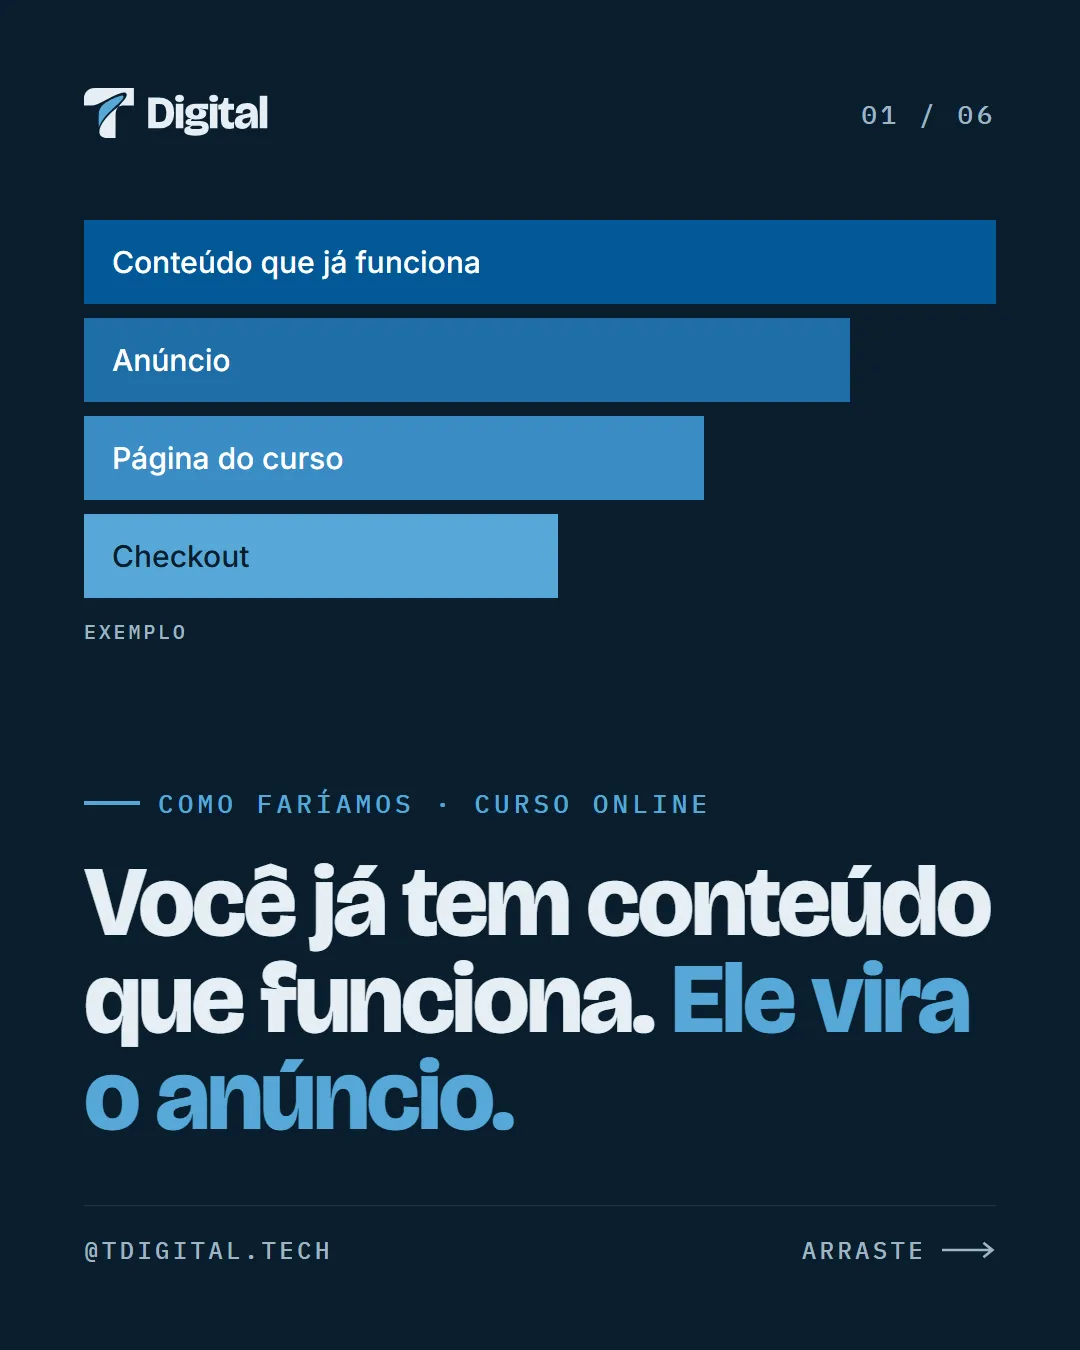 Digital
01 / 06
Conteúdo que já funciona
Anúncio
Página do curso
Checkout
EXEMPLO
COMO FARÍAMOS · CURSO ONLINE
Você já tem conteúdo
que funciona. Ele vira
o anúncio.
@TDIGITAL.TECH
ARRASTE